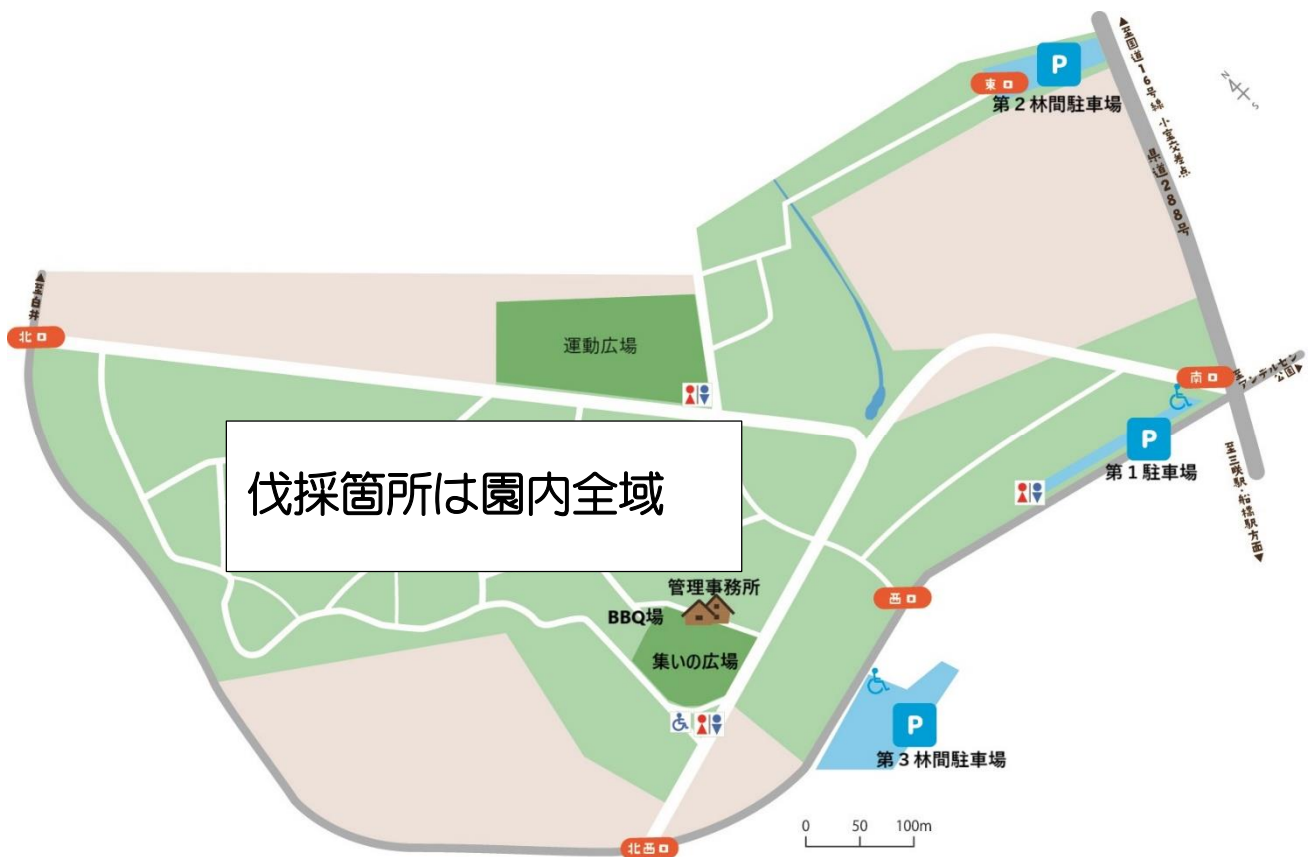 ▲至国道16号線 小室交差点
P
東口
第2林間駐車場
N
S
県道288号
▲至白井
北口
運動広場
南口
至アンデルセン
公園▶
P
第1駐車場
至三咲駅・船橋駅方面▼
伐採箇所は園内全域
管理事務所
BBQ場
西口
集いの広場
P
第3林間駐車場
0 50 100m
北西口